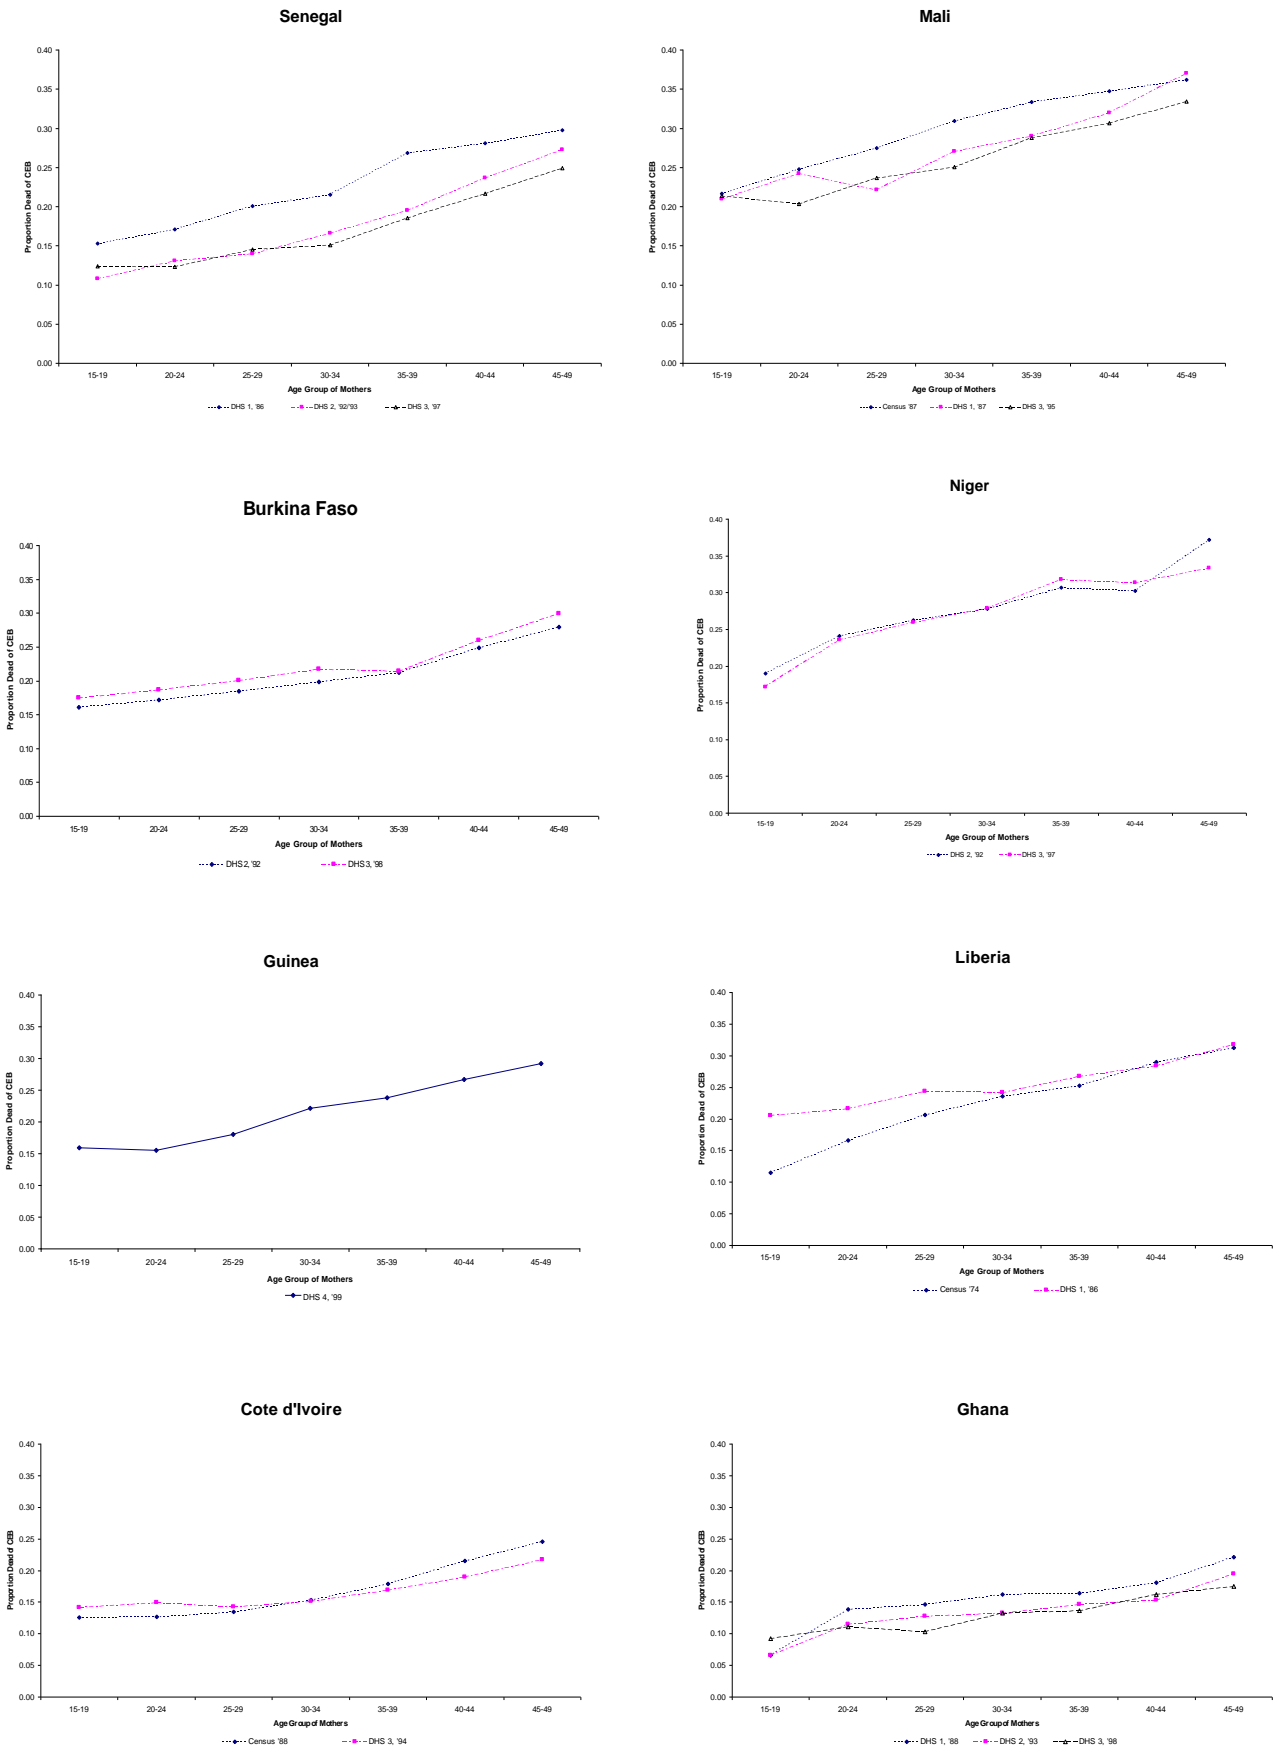 Senegal
0.40
0.35
0.30
0.25
0.20
0.15
0.10
0.05
0.00
Proportion Dead of CEB
15-19 20-24 25-29 30-34 35-39 40-44 45-49
Age Group of Mothers
DHS 1, '86 DHS 2, '92/'93 DHS 3, '97
Mali
0.40
0.35
0.30
0.25
0.20
0.15
0.10
0.05
0.00
Proportion Dead of CEB
15-19 20-24 25-29 30-34 35-39 40-44 45-49
Age Group of Mothers
Census '87 DHS 1, '87 DHS 3, '95
Burkina Faso
0.40
0.35
0.30
0.25
0.20
0.15
0.10
0.05
0.00
Proportion Dead of CEB
15-19 20-24 25-29 30-34 35-39 40-44 45-49
Age Group of Mothers
DHS 2, '92 DHS 3, '98
Niger
0.40
0.35
0.30
0.25
0.20
0.15
0.10
0.05
0.00
Proportion Dead of CEB
15-19 20-24 25-29 30-34 35-39 40-44 45-49
Age Group of Mothers
DHS 2, '92 DHS 3, '97
Guinea
0.40
0.35
0.30
0.25
0.20
0.15
0.10
0.05
0.00
Proportion Dead of CEB
15-19 20-24 25-29 30-34 35-39 40-44 45-49
Age Group of Mothers
DHS 4, '99
Liberia
0.40
0.35
0.30
0.25
0.20
0.15
0.10
0.05
0.00
Proportion Dead of CEB
15-19 20-24 25-29 30-34 35-39 40-44 45-49
Age Group of Mothers
Census '74 DHS 1, '86
Cote d'Ivoire
0.40
0.35
0.30
0.25
0.20
0.15
0.10
0.05
0.00
Proportion Dead of CEB
15-19 20-24 25-29 30-34 35-39 40-44 45-49
Age Group of Mothers
Census '88 DHS 3, '94
Ghana
0.40
0.35
0.30
0.25
0.20
0.15
0.10
0.05
0.00
Proportion Dead of CEB
15-19 20-24 25-29 30-34 35-39 40-44 45-49
Age Group of Mothers
DHS 1, '88 DHS 2, '93 DHS 3, '98